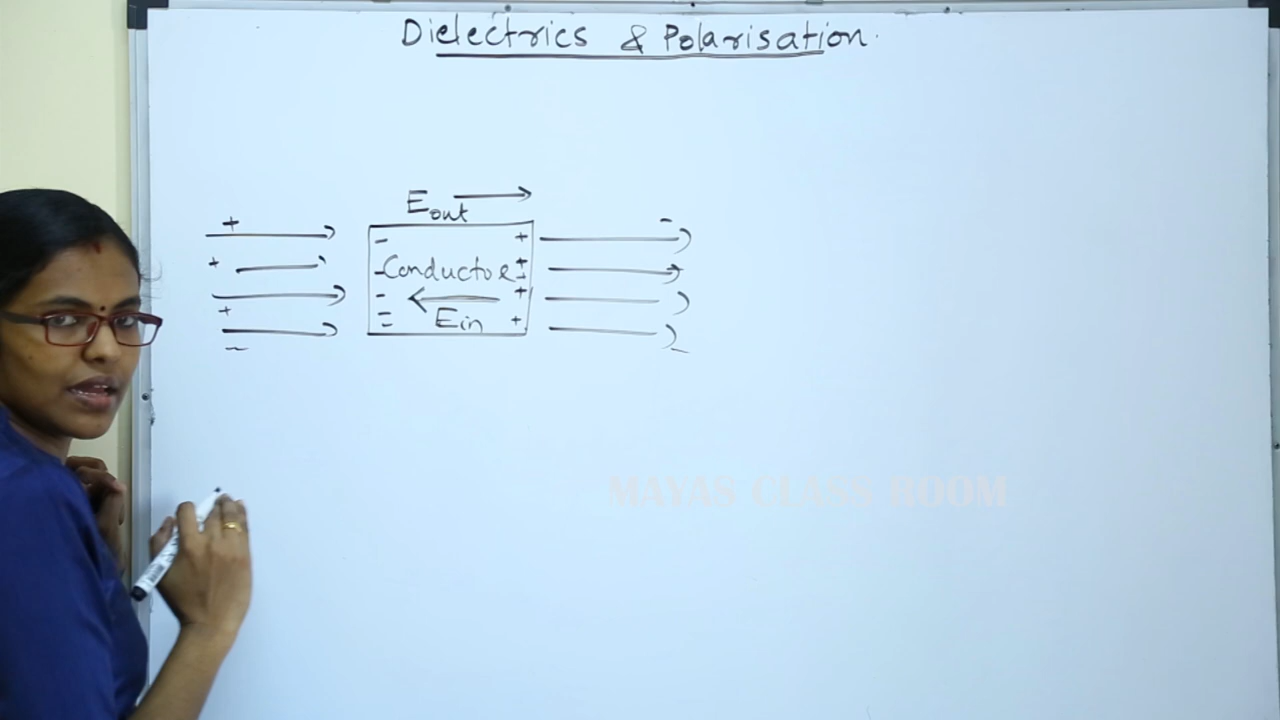 Dielectrics & Polarisation.
Eout
Conductor
Ein
MAYAS CLASS ROOM